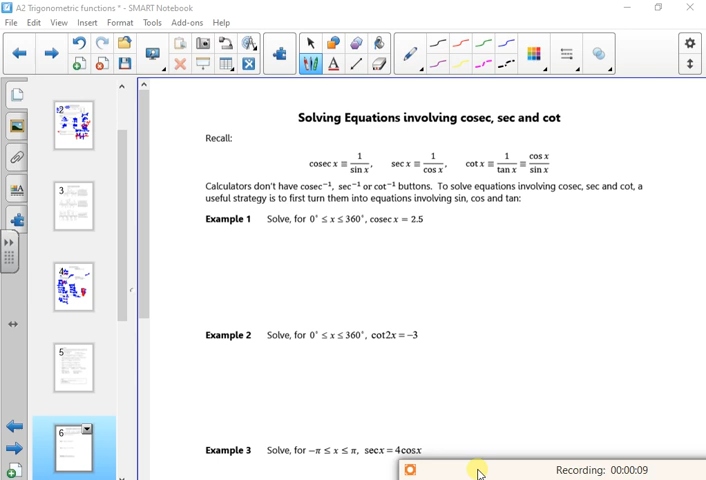 A2 Trigonometric functions * - SMART Notebook
File Edit View Insert Format Tools Add-ons Help
2
3
4
5
6
Solving Equations involving cosec, sec and cot
Recall:
cosec x ≡ 1/sin x, sec x ≡ 1/cos x, cot x ≡ 1/tan x ≡ cos x/sin x
Calculators don't have cosec⁻¹, sec⁻¹ or cot⁻¹ buttons. To solve equations involving cosec, sec and cot, a
useful strategy is to first turn them into equations involving sin, cos and tan:
Example 1 Solve, for 0° ≤ x ≤ 360°, cosec x = 2.5
Example 2 Solve, for 0° ≤ x ≤ 360°, cot2x = −3
Example 3 Solve, for −π ≤ x ≤ π, secx = 4cosx
Recording: 00:00:09